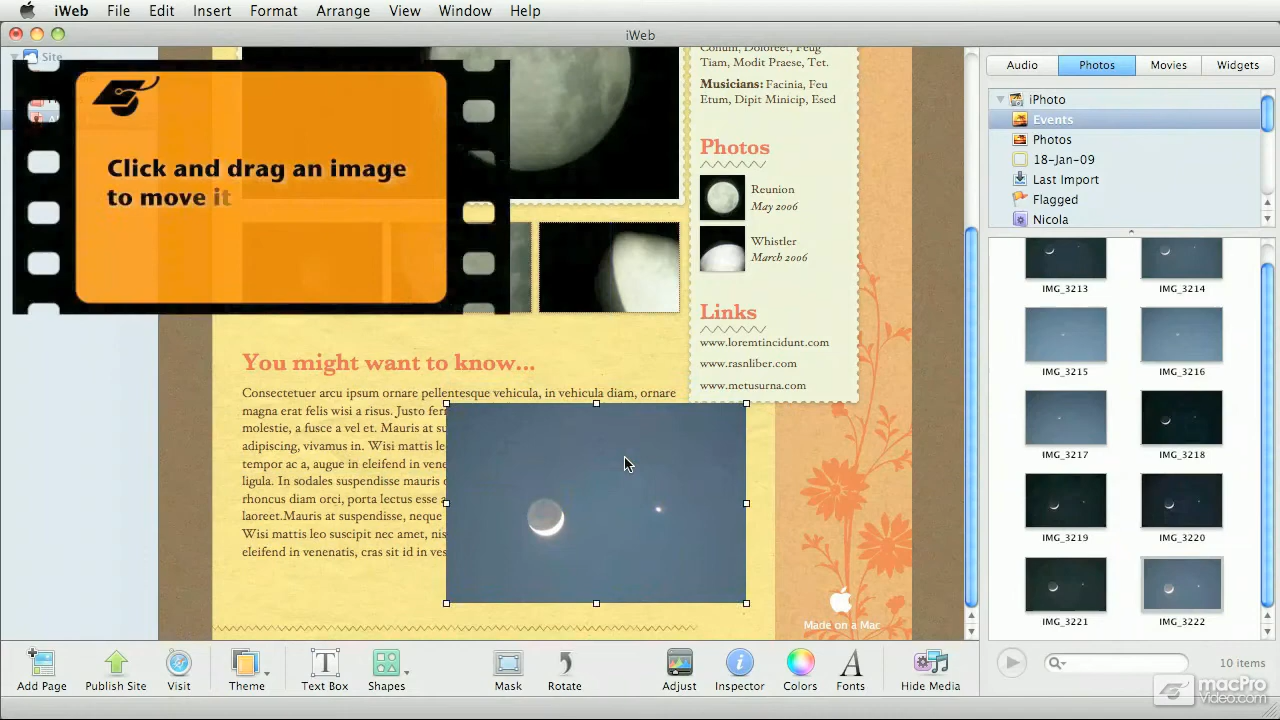 iWeb File Edit Insert Format Arrange View Window Help
iWeb
Site
Click and drag an image
to move it
Tiam, Modit Praese, Tet.
Musicians: Facinia, Feu
Etum, Dipit Minicip, Esed
Photos
Reunion
May 2006
Whistler
March 2006
Links
www.loremtincidunt.com
www.rasnliber.com
www.metusurna.com
You might want to know...
Consectetuer arcu ipsum ornare pellentesque vehicula, in vehicula diam, ornare
magna erat felis wisi a risus. Justo
molestie, a fusce a vel et. Mauris at
adipiscing, vivamus in. Wisi mattis
tempor ac a, augue in eleifend in
ligula. In sodales suspendisse mauris
rhoncus diam orci, porta lectus esse
laoreet.Mauris at suspendisse, neque
Wisi mattis leo suscipit nec amet,
eleifend in venenatis, cras sit id in
Made on a Mac
Audio Photos Movies Widgets
iPhoto
Events
Photos
18-Jan-09
Last Import
Flagged
Nicola
IMG_3213 IMG_3214
IMG_3215 IMG_3216
IMG_3217 IMG_3218
IMG_3219 IMG_3220
IMG_3221 IMG_3222
Add Page Publish Site Visit Theme Text Box Shapes Mask Rotate Adjust Inspector Colors Fonts Hide Media
10 items
macPro
Video.com